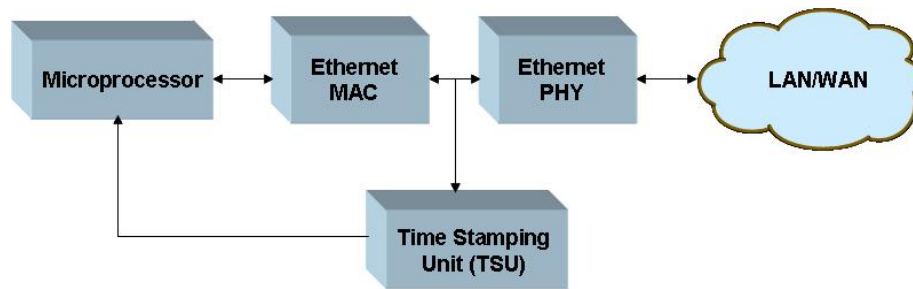 Microprocessor
Ethernet
MAC
Ethernet
PHY
LAN/WAN
Time Stamping
Unit (TSU)